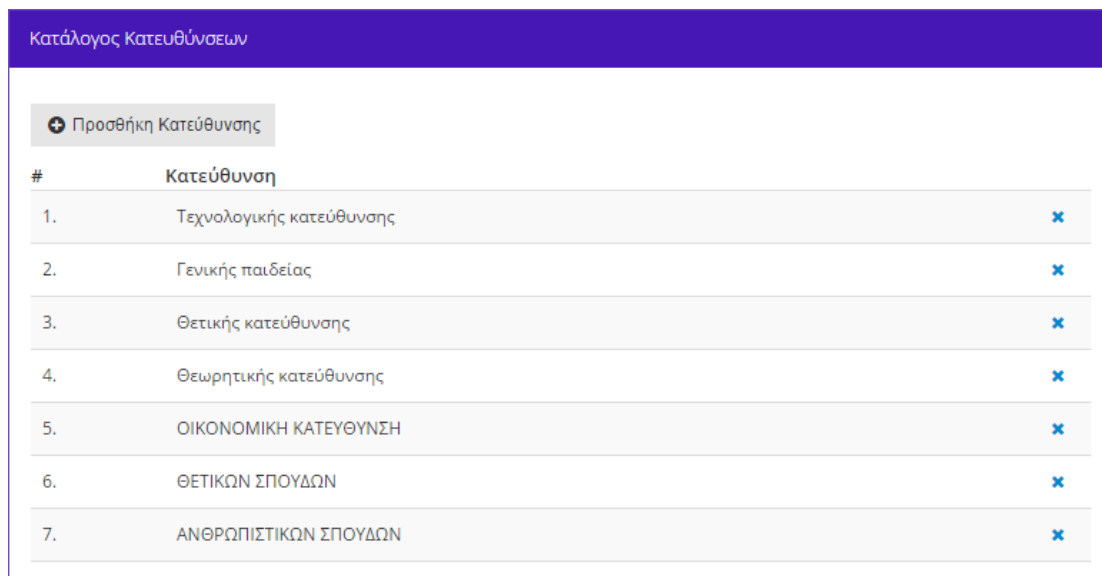 Κατάλογος Κατευθύνσεων
Προσθήκη Κατεύθυνσης
# Κατεύθυνση
1. Τεχνολογικής κατεύθυνσης
2. Γενικής παιδείας
3. Θετικής κατεύθυνσης
4. Θεωρητικής κατεύθυνσης
5. ΟΙΚΟΝΟΜΙΚΗ ΚΑΤΕΥΘΥΝΣΗ
6. ΘΕΤΙΚΩΝ ΣΠΟΥΔΩΝ
7. ΑΝΘΡΩΠΙΣΤΙΚΩΝ ΣΠΟΥΔΩΝ